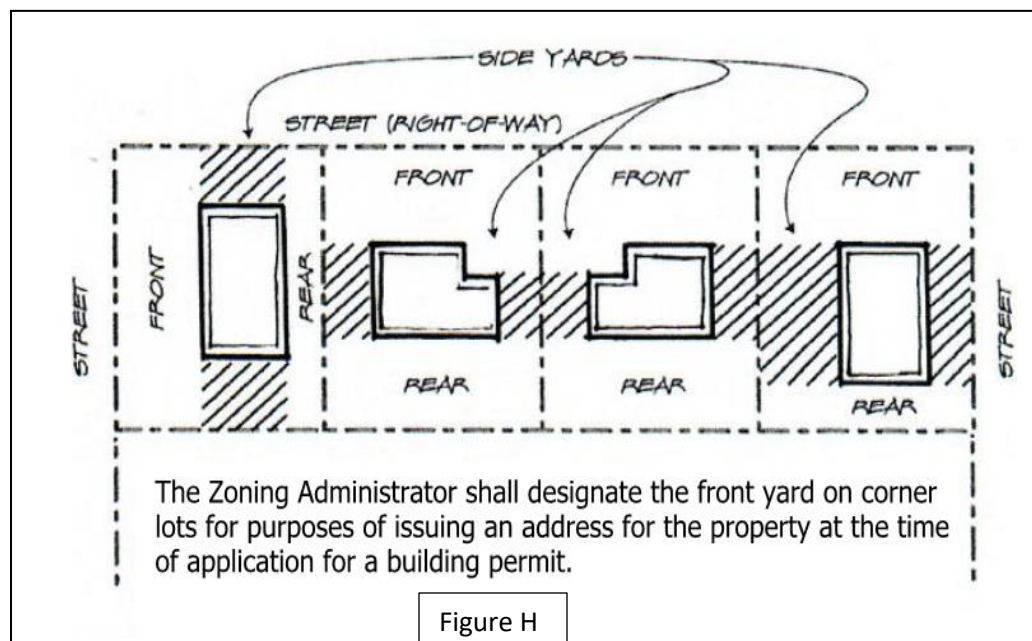 SIDE YARDS
STREET (RIGHT-OF-WAY)
FRONT
FRONT
FRONT
STREET
FRONT
REAR
STREET
REAR
REAR
REAR
The Zoning Administrator shall designate the front yard on corner
lots for purposes of issuing an address for the property at the time
of application for a building permit.
Figure H